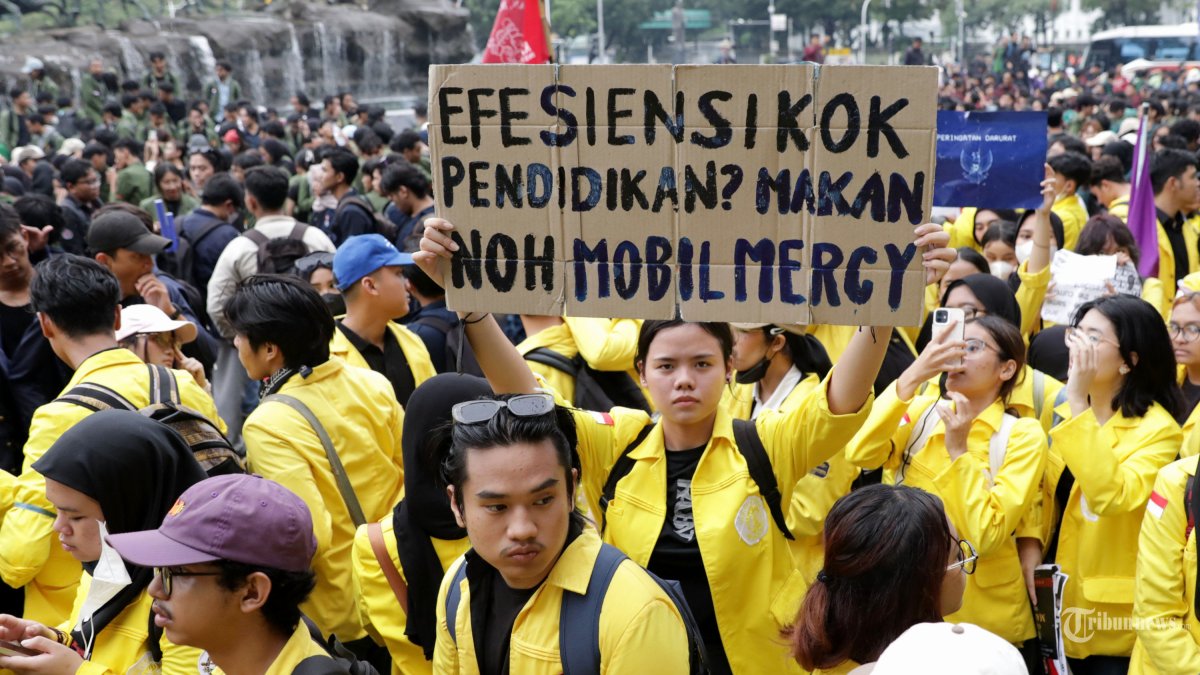 EFESIENSI KOK
PENDIDIKAN? MAKAN
NOH MOBIL MERCY
PERINGATAN DARURAT
Tribunnews.com